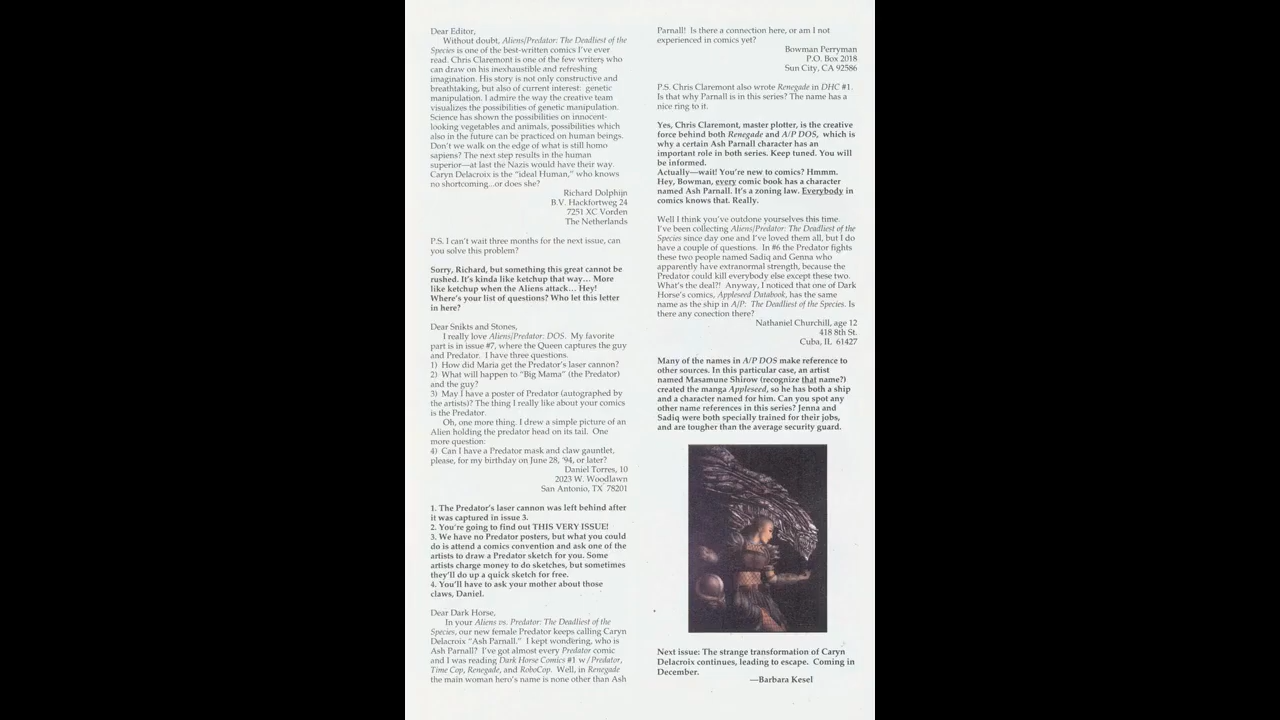 Dear Editor,
Without doubt, Aliens/Predator: The Deadliest of the
Species is one of the best-written comics I've ever
read. Chris Claremont is one of the few writers who
can draw on his inexhaustible and refreshing
imagination. His story is not only constructive and
breathtaking, but also of current interest: genetic
manipulation. I admire the way the creative team
visualizes the possibilities of genetic manipulation.
Science has shown the possibilities on innocent-
looking vegetables and animals, possibilities which
also in the future can be practiced on human beings.
Don't we walk on the edge of what is still homo
sapiens? The next step results in the human
superior—at last the Nazis would have their way.
Caryn Delacroix is the "ideal Human," who knows
no shortcoming...or does she?
Richard Dolphijn
B.V. Hackfortweg 24
7251 XC Vorden
The Netherlands
P.S. I can't wait three months for the next issue, can
you solve this problem?
Sorry, Richard, but something this great cannot be
rushed. It's kinda like ketchup that way… More
like ketchup when the Aliens attack… Hey!
Where's your list of questions? Who let this letter
in here?
Dear Snikts and Stones,
I really love Aliens/Predator: DOS. My favorite
part is in issue #7, where the Queen captures the guy
and Predator. I have three questions.
1) How did Maria get the Predator's laser cannon?
2) What will happen to "Big Mama" (the Predator)
and the guy?
3) May I have a poster of Predator (autographed by
the artists)? The thing I really like about your comics
is the Predator.
Oh, one more thing. I drew a simple picture of an
Alien holding the predator head on its tail. One
more question:
4) Can I have a Predator mask and claw gauntlet,
please, for my birthday on June 28, '94, or later?
Daniel Torres, 10
2023 W. Woodlawn
San Antonio, TX 78201
1. The Predator's laser cannon was left behind after
it was captured in issue 3.
2. You're going to find out THIS VERY ISSUE!
3. We have no Predator posters, but what you could
do is attend a comics convention and ask one of the
artists to draw a Predator sketch for you. Some
artists charge money to do sketches, but sometimes
they'll do up a quick sketch for free.
4. You'll have to ask your mother about those
claws, Daniel.
Dear Dark Horse,
In your Aliens vs. Predator: The Deadliest of the
Species, our new female Predator keeps calling Caryn
Delacroix "Ash Parnall." I kept wondering, who is
Ash Parnall? I've got almost every Predator comic
and I was reading Dark Horse Comics #1 w/Predator,
Time Cop, Renegade, and RoboCop. Well, in Renegade
the main woman hero's name is none other than Ash
Parnall! Is there a connection here, or am I not
experienced in comics yet?
Bowman Perryman
P.O. Box 2018
Sun City, CA 92586
P.S. Chris Claremont also wrote Renegade in DHC #1.
Is that why Parnall is in this series? The name has a
nice ring to it.
Yes, Chris Claremont, master plotter, is the creative
force behind both Renegade and A/P DOS, which is
why a certain Ash Parnall character has an
important role in both series. Keep tuned. You will
be informed.
Actually—wait! You're new to comics? Hmmm.
Hey, Bowman, every comic book has a character
named Ash Parnall. It's a zoning law. Everybody in
comics knows that. Really.
Well I think you've outdone yourselves this time.
I've been collecting Aliens/Predator: The Deadliest of the
Species since day one and I've loved them all, but I do
have a couple of questions. In #6 the Predator fights
these two people named Sadiq and Genna who
apparently have extranormal strength, because the
Predator could kill everybody else except these two.
What's the deal?! Anyway, I noticed that one of Dark
Horse's comics, Appleseed Databook, has the same
name as the ship in A/P: The Deadliest of the Species. Is
there any conection there?
Nathaniel Churchill, age 12
418 8th St.
Cuba, IL 61427
Many of the names in A/P DOS make reference to
other sources. In this particular case, an artist
named Masamune Shirow (recognize that name?)
created the manga Appleseed, so he has both a ship
and a character named for him. Can you spot any
other name references in this series? Jenna and
Sadiq were both specially trained for their jobs,
and are tougher than the average security guard.
Next issue: The strange transformation of Caryn
Delacroix continues, leading to escape. Coming in
December.
—Barbara Kesel